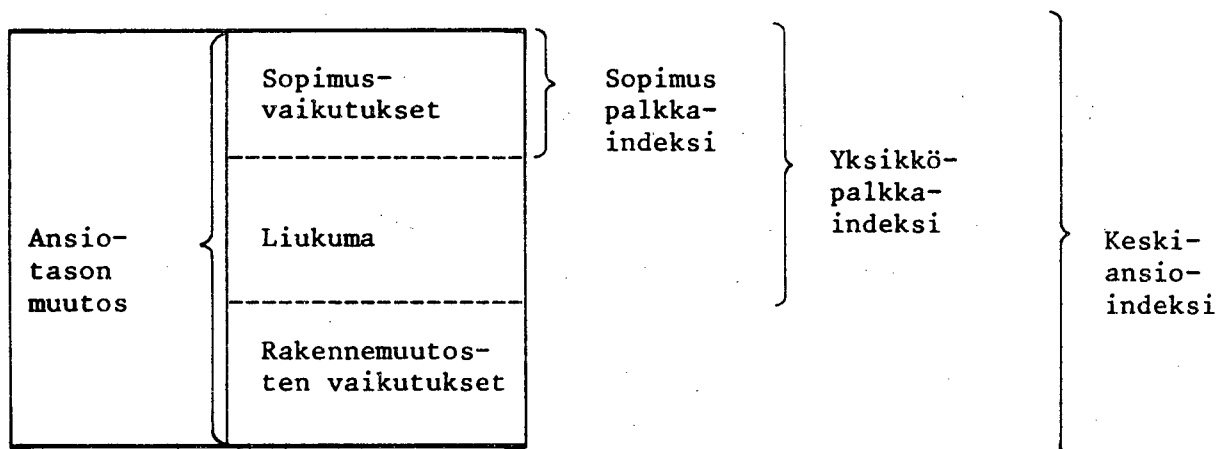 Ansio-
tason
muutos
Sopimus-
vaikutukset
Liukuma
Rakennemuutos-
ten vaikutukset
Sopimus
palkka-
indeksi
Yksikkö-
palkka-
indeksi
Keski-
ansio-
indeksi